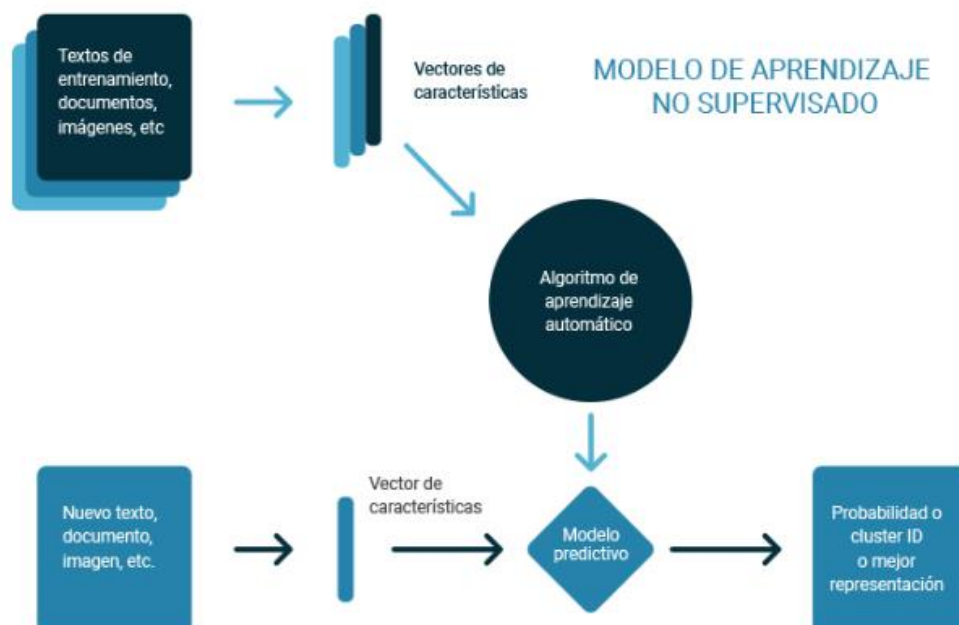 Textos de
entrenamiento,
documentos,
imágenes, etc
Vectores de
características
MODELO DE APRENDIZAJE
NO SUPERVISADO
Algoritmo de
aprendizaje
automático
Nuevo texto,
documento,
imagen, etc.
Vector de
características
Modelo
predictivo
Probabilidad o
cluster ID
o mejor
representación